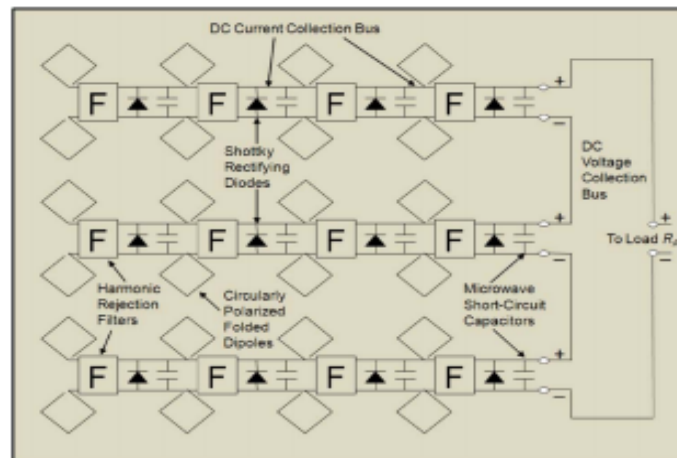 DC Current Collection Bus
F F F F
+
−
Shottky
Rectifying
Diodes
DC
Voltage
Collection
Bus
+
To Load
−
F F F F
+
−
Harmonic
Rejection
Filters
Circularly
Polarized
Folded
Dipoles
Microwave
Short-Circuit
Capacitors
F F F F
+
−